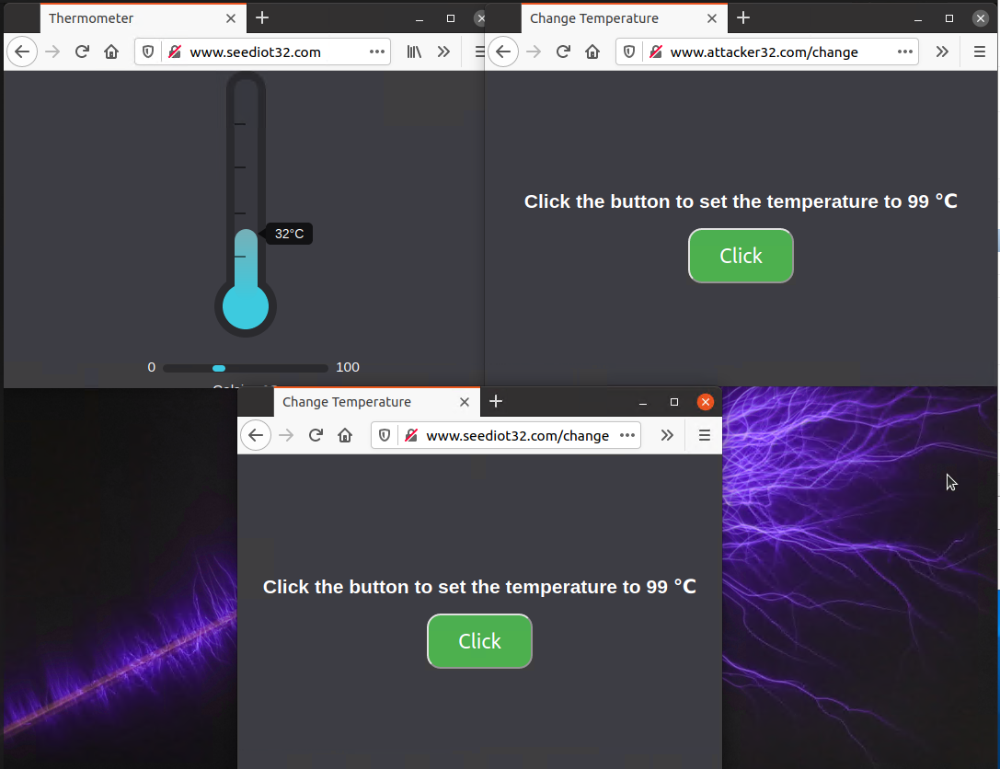 Thermometer
www.seediot32.com
32°C
0 100
Change Temperature
www.attacker32.com/change
Click the button to set the temperature to 99 °C
Click
Change Temperature
www.seediot32.com/change
Click the button to set the temperature to 99 °C
Click